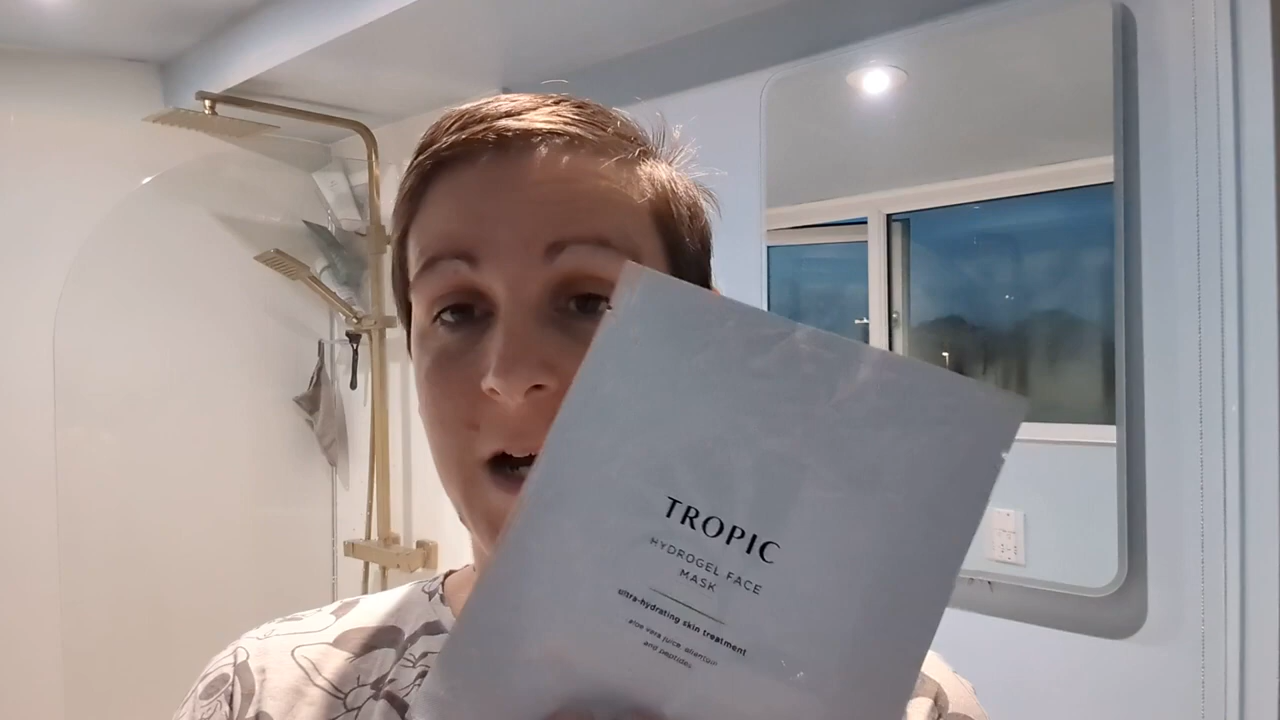 TROPIC
HYDROGEL FACE
MASK
ultra-hydrating skin treatment
aloe vera juice, allantoin
and peptides